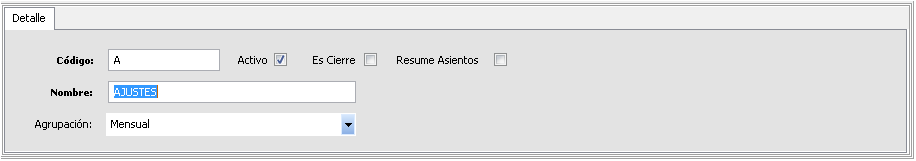 Detalle
Código: A Activo Es Cierre Resume Asientos
Nombre: AJUSTES
Agrupación: Mensual